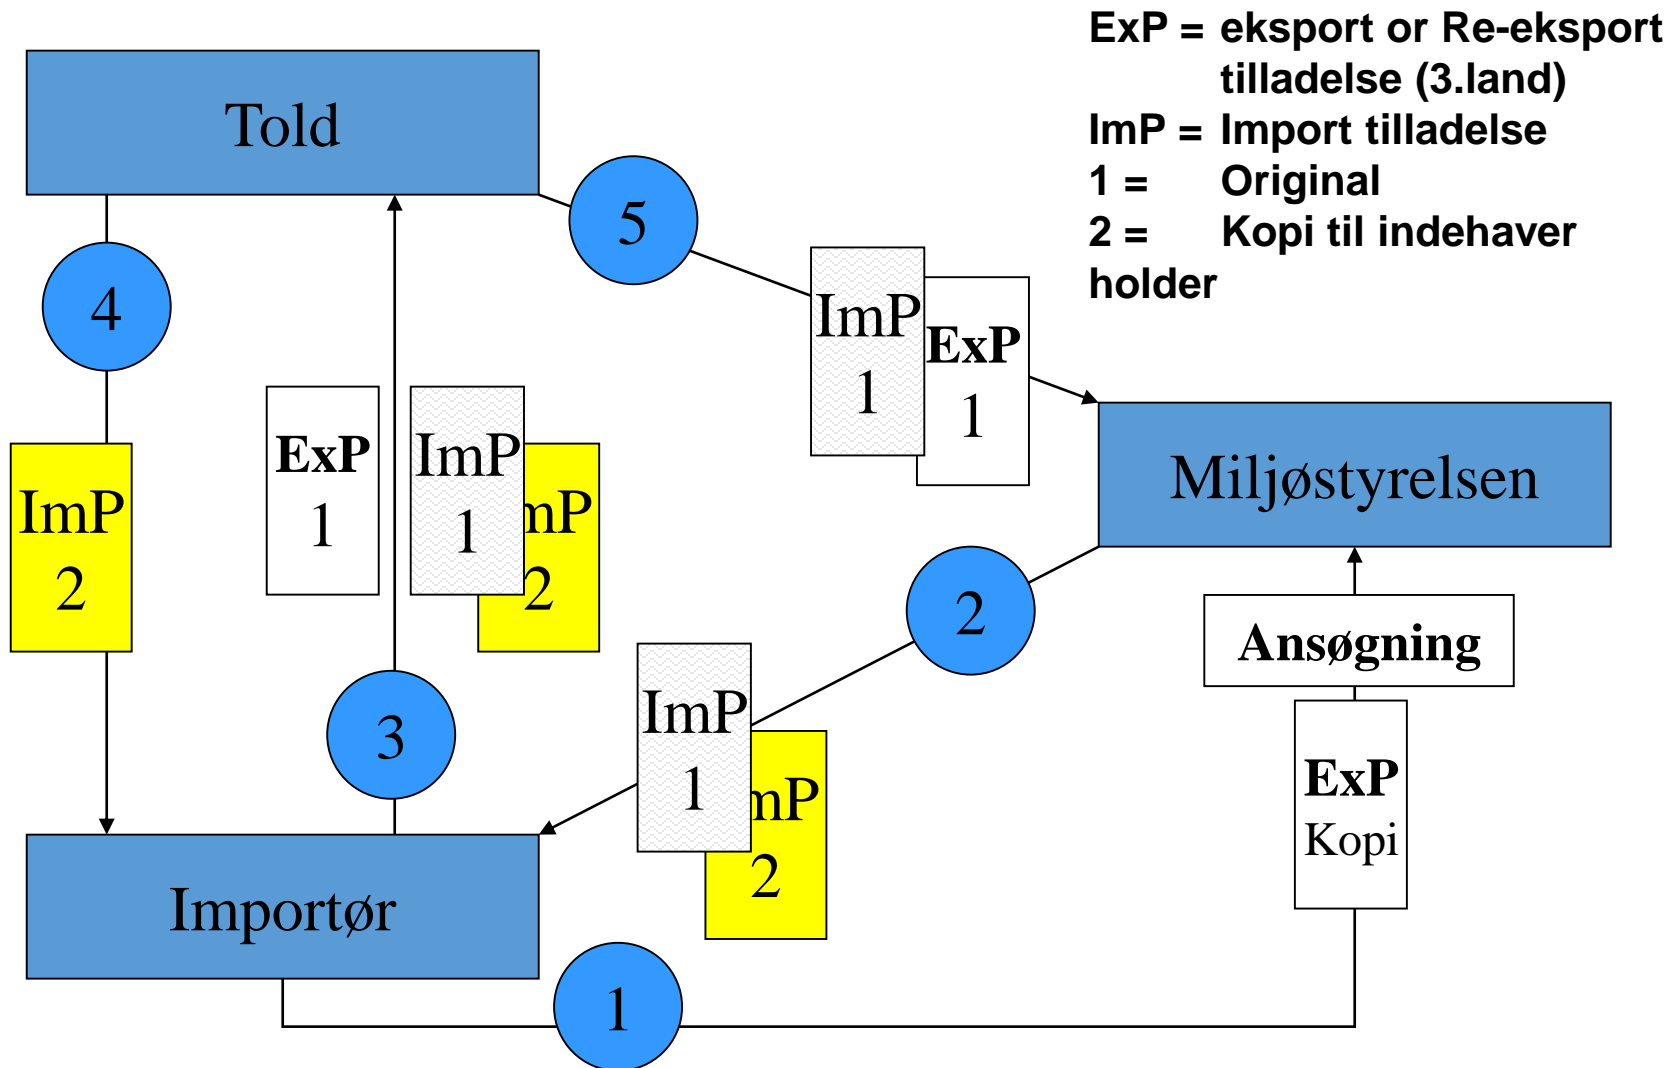 ExP = eksport or Re-eksport
tilladelse (3.land)
ImP = Import tilladelse
1 = Original
2 = Kopi til indehaver
holder
Told
5
4
ImP
1
ExP
1
ExP
1
ImP
1
mP
2
ImP
2
Miljøstyrelsen
2
Ansøgning
ImP
1
mP
2
3
ExP
Kopi
Importør
1